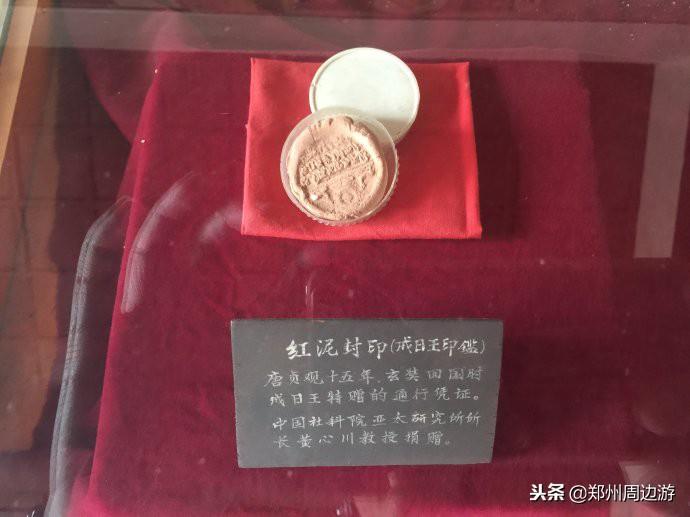 红泥封印(戒日王印鑑)
唐贞观十五年、玄奘回国时
戒日王特赠的通行凭证。
中国社科院亚太研究所所
长黄心川教授捐赠。
头条@郑州周边游